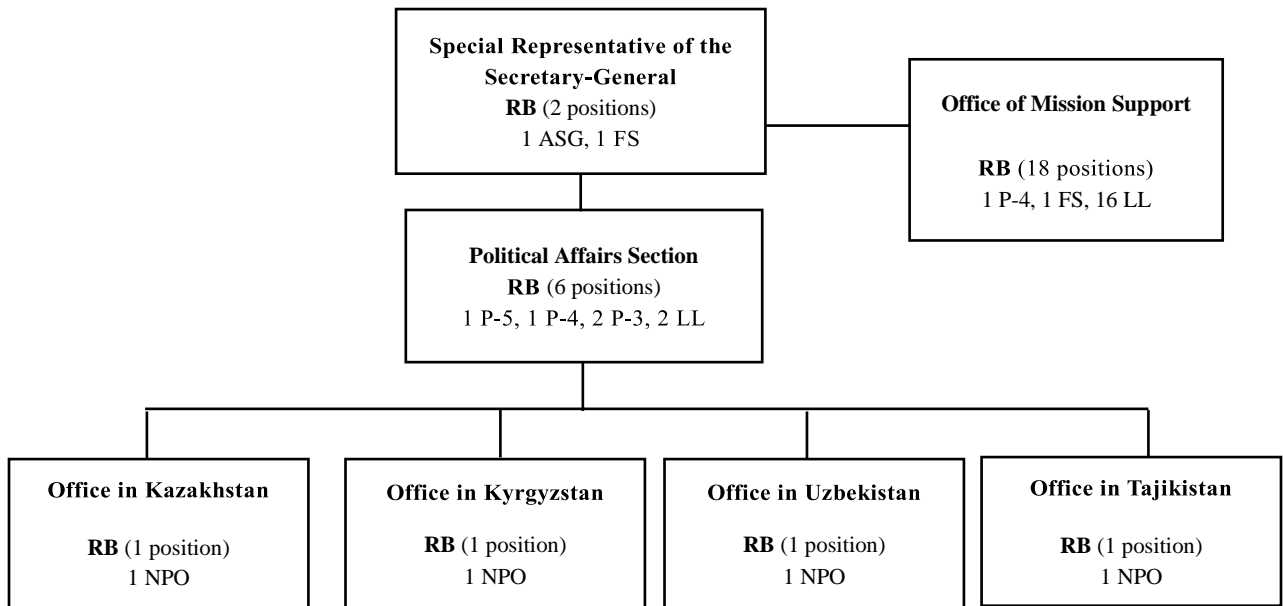 Special Representative of the
Secretary-General
RB (2 positions)
1 ASG, 1 FS
Office of Mission Support
RB (18 positions)
1 P-4, 1 FS, 16 LL
Political Affairs Section
RB (6 positions)
1 P-5, 1 P-4, 2 P-3, 2 LL
Office in Kazakhstan
RB (1 position)
1 NPO
Office in Kyrgyzstan
RB (1 position)
1 NPO
Office in Uzbekistan
RB (1 position)
1 NPO
Office in Tajikistan
RB (1 position)
1 NPO